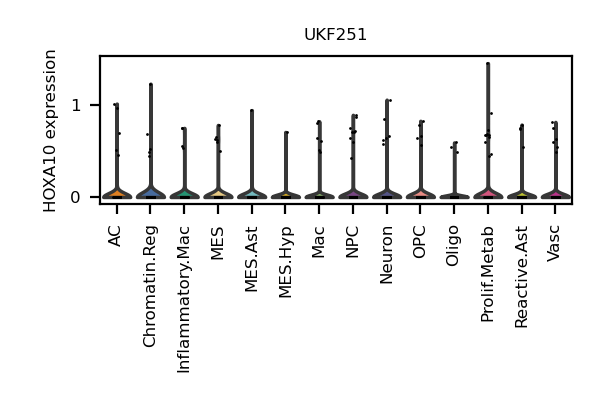 UKF251
HOXA10 expression
1
0
AC
Chromatin.Reg
Inflammatory.Mac
MES
MES.Ast
MES.Hyp
Mac
NPC
Neuron
OPC
Oligo
Prolif.Metab
Reactive.Ast
Vasc